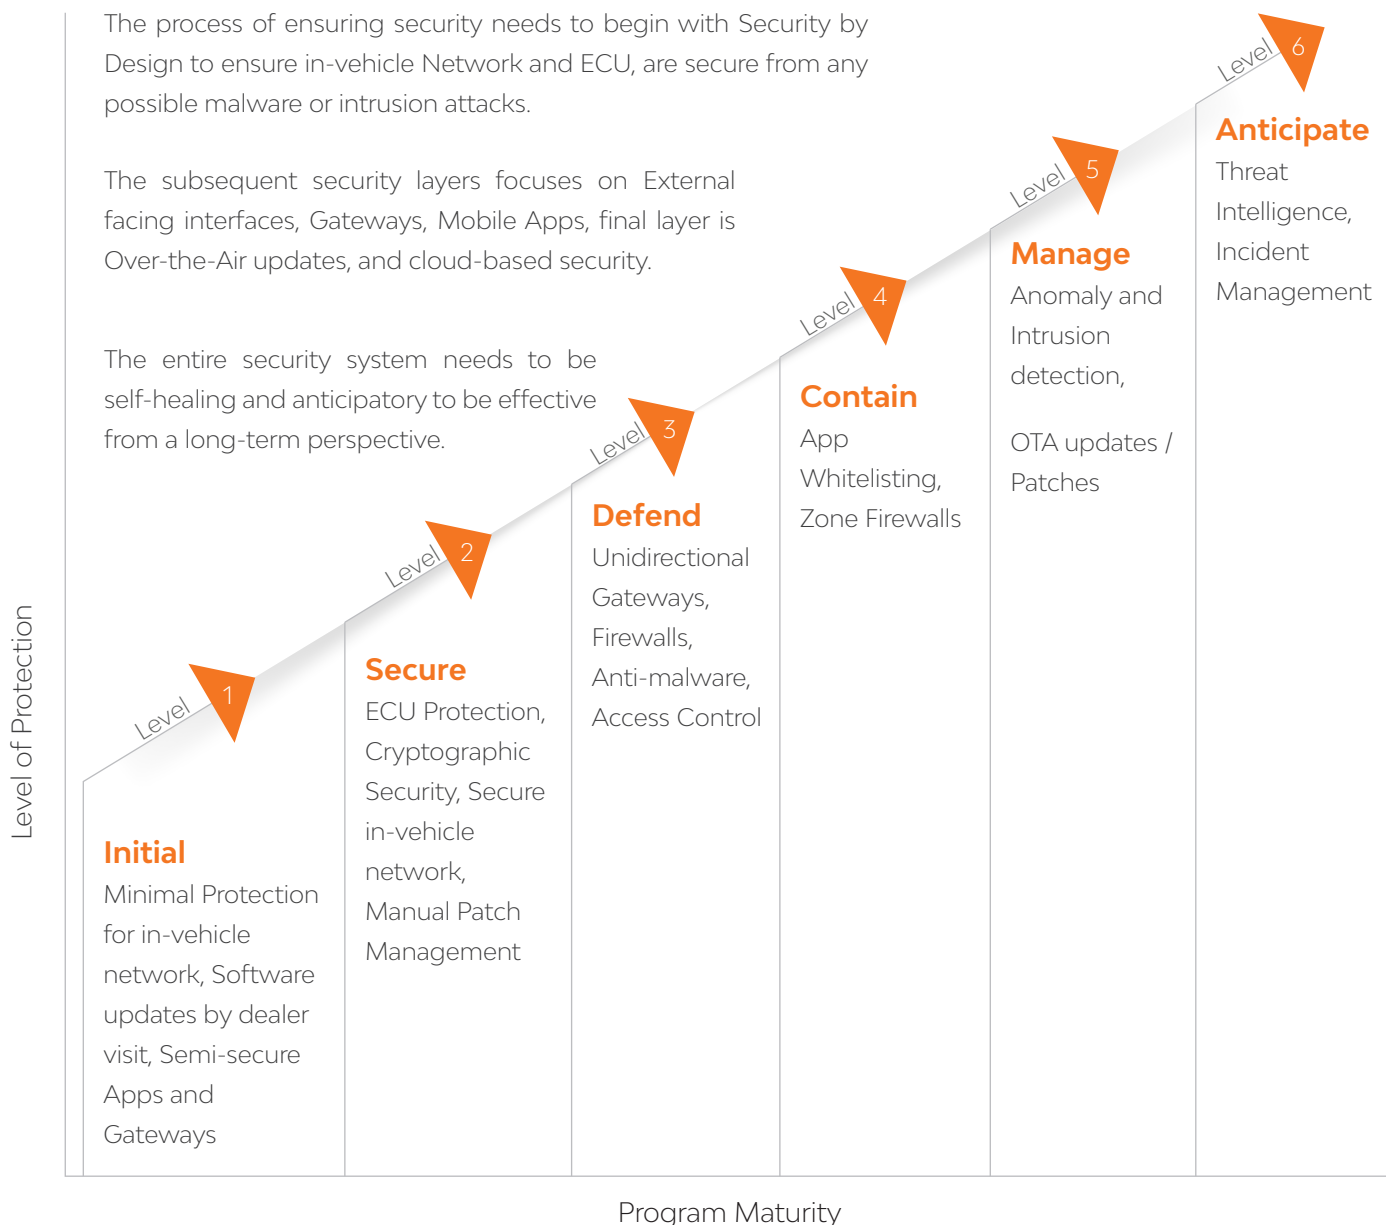 The process of ensuring security needs to begin with Security by
Design to ensure in-vehicle Network and ECU, are secure from any
possible malware or intrusion attacks.
The subsequent security layers focuses on External
facing interfaces, Gateways, Mobile Apps, final layer is
Over-the-Air updates, and cloud-based security.
The entire security system needs to be
self-healing and anticipatory to be effective
from a long-term perspective.
Level of Protection
Level 1
Initial
Minimal Protection
for in-vehicle
network, Software
updates by dealer
visit, Semi-secure
Apps and
Gateways
Level 2
Secure
ECU Protection,
Cryptographic
Security, Secure
in-vehicle
network,
Manual Patch
Management
Level 3
Defend
Unidirectional
Gateways,
Firewalls,
Anti-malware,
Access Control
Level 4
Contain
App
Whitelisting,
Zone Firewalls
Level 5
Manage
Anomaly and
Intrusion
detection,
OTA updates /
Patches
Level 6
Anticipate
Threat
Intelligence,
Incident
Management
Program Maturity